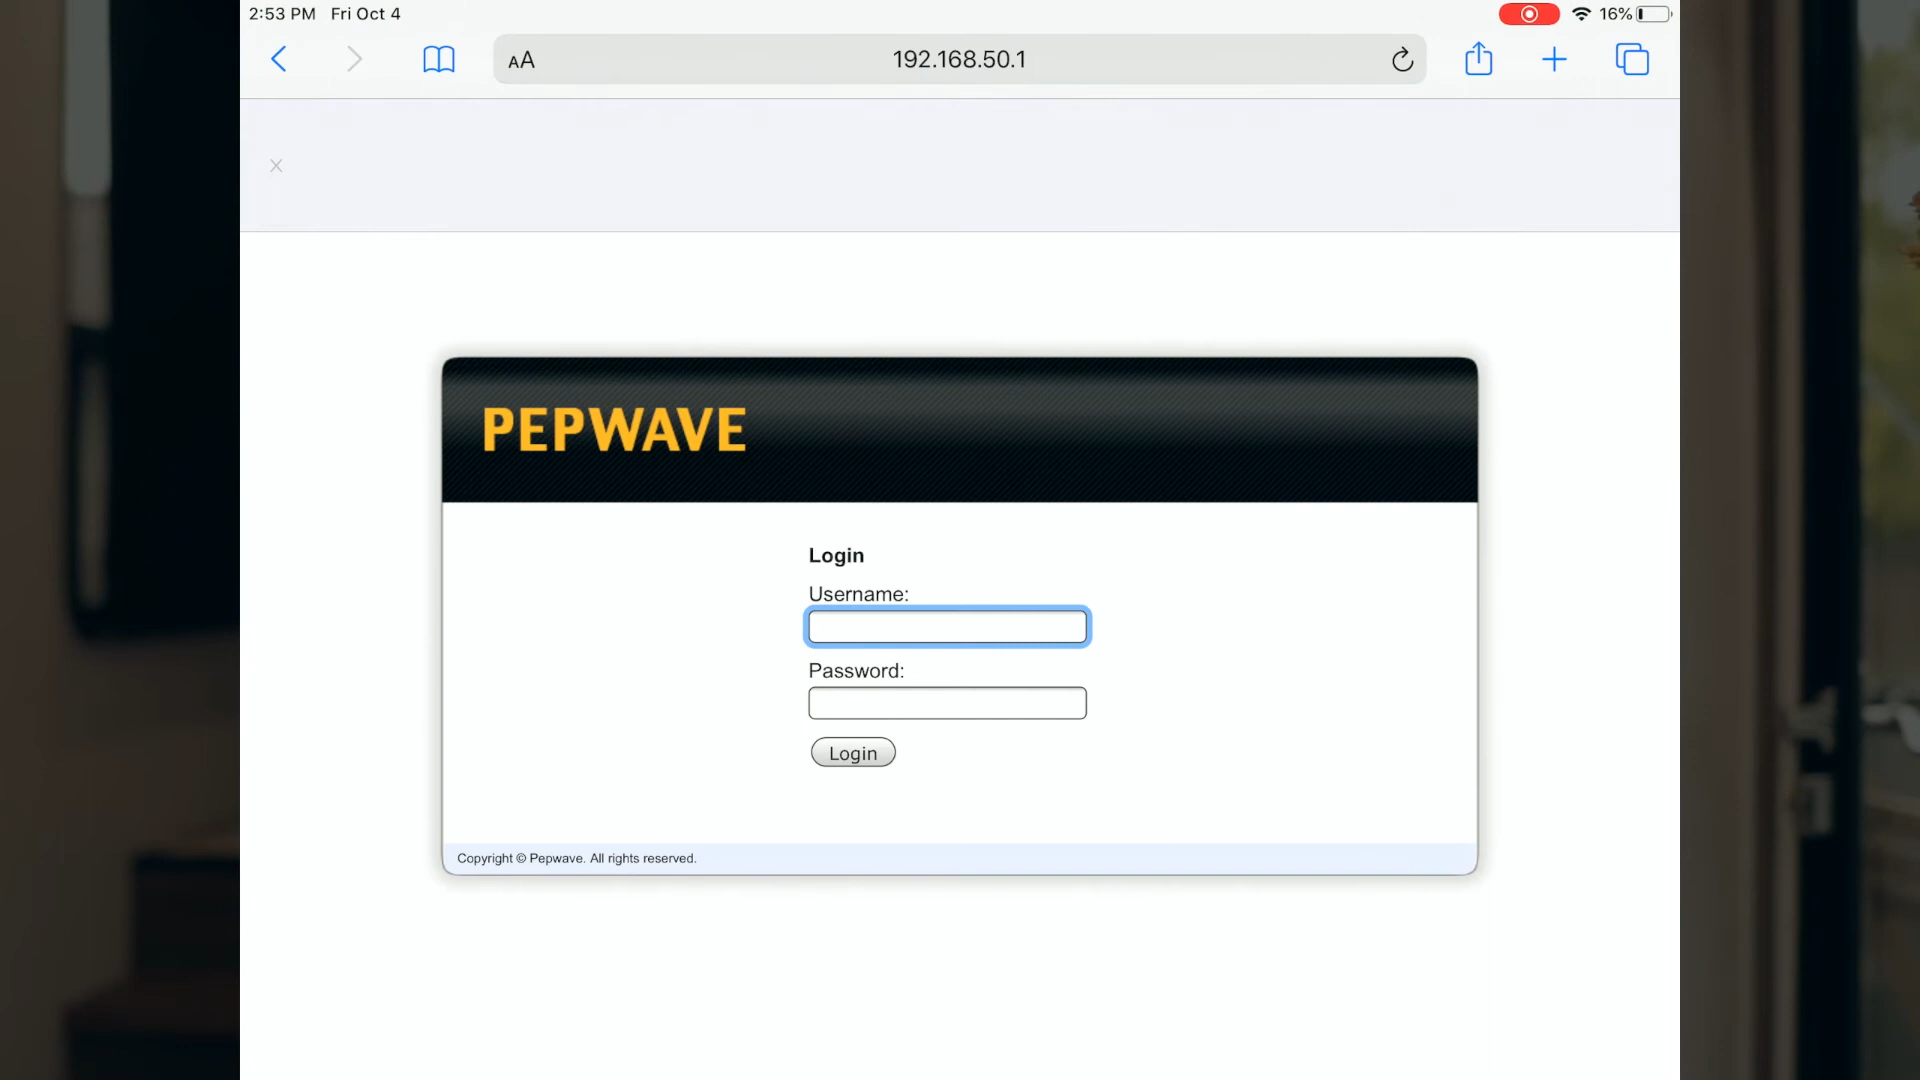 2:53 PM Fri Oct 4
16%
AA
192.168.50.1
PEPWAVE
Login
Username:
Password:
Login
Copyright © Pepwave. All rights reserved.